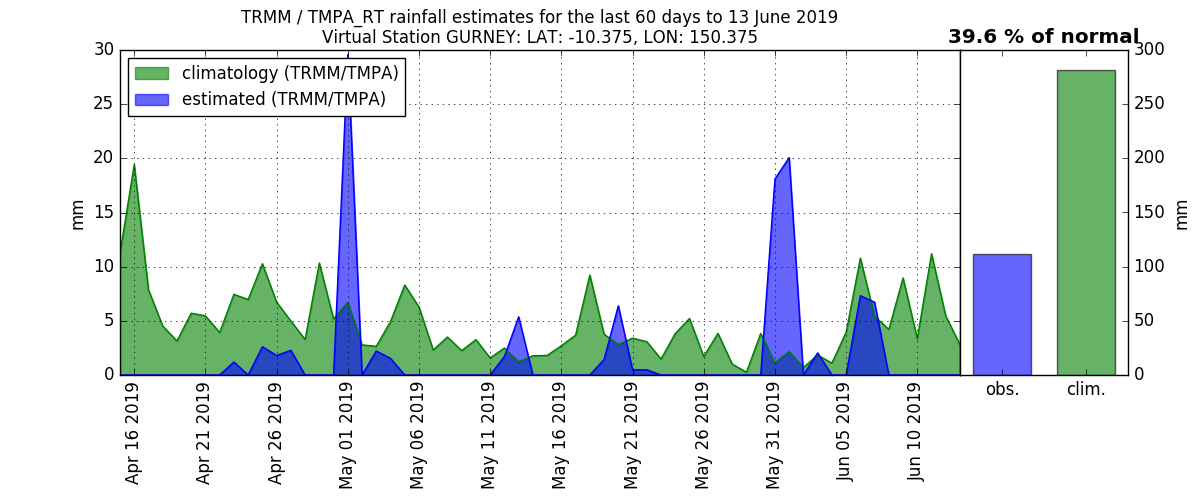 TRMM / TMPA_RT rainfall estimates for the last 60 days to 13 June 2019
Virtual Station GURNEY: LAT: -10.375, LON: 150.375
39.6 % of normal
climatology (TRMM/TMPA)
estimated (TRMM/TMPA)
30
25
20
15
10
5
0
mm
Apr 16 2019
Apr 21 2019
Apr 26 2019
May 01 2019
May 06 2019
May 11 2019
May 16 2019
May 21 2019
May 26 2019
May 31 2019
Jun 05 2019
Jun 10 2019
300
250
200
150
100
50
0
mm
obs.
clim.